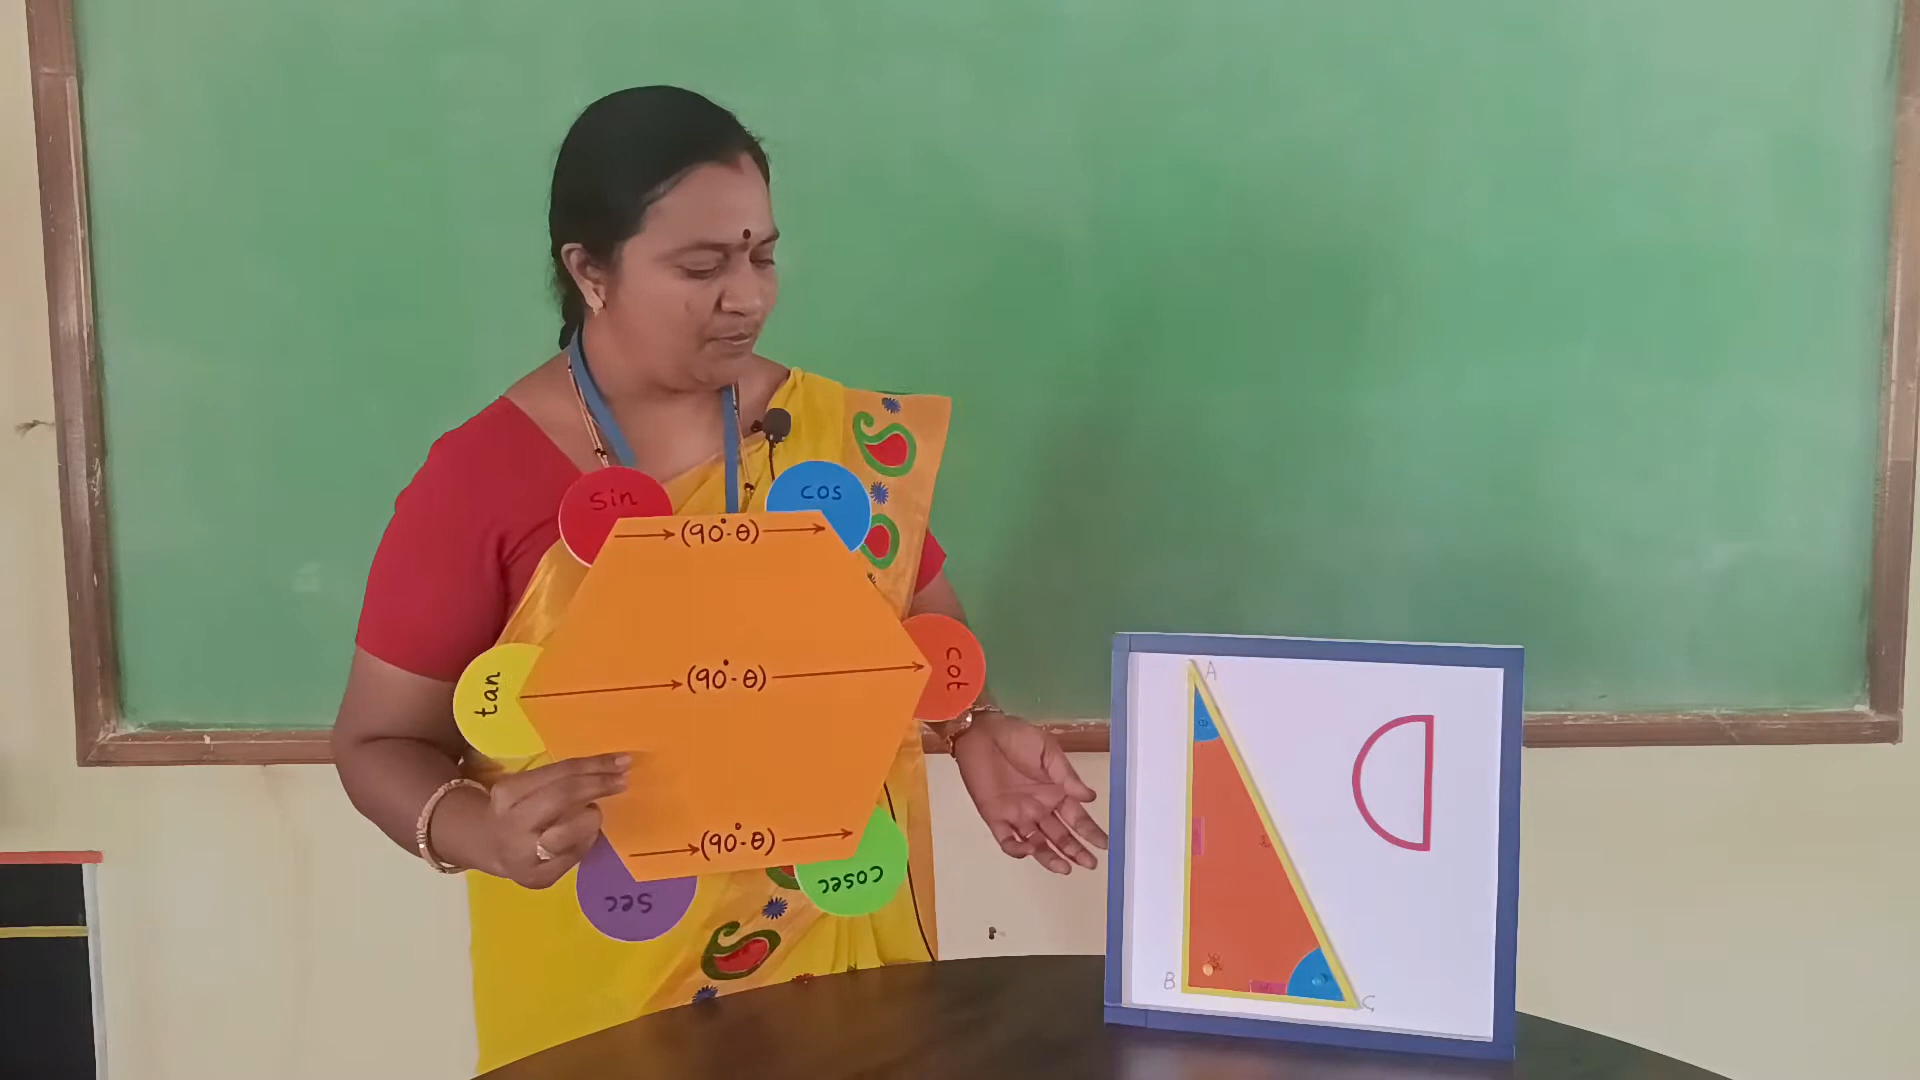 sin
cos
→(90°-θ)→
tan
→(90°-θ)→
cot
→(90°-θ)→
sec
cosec
A
B
C